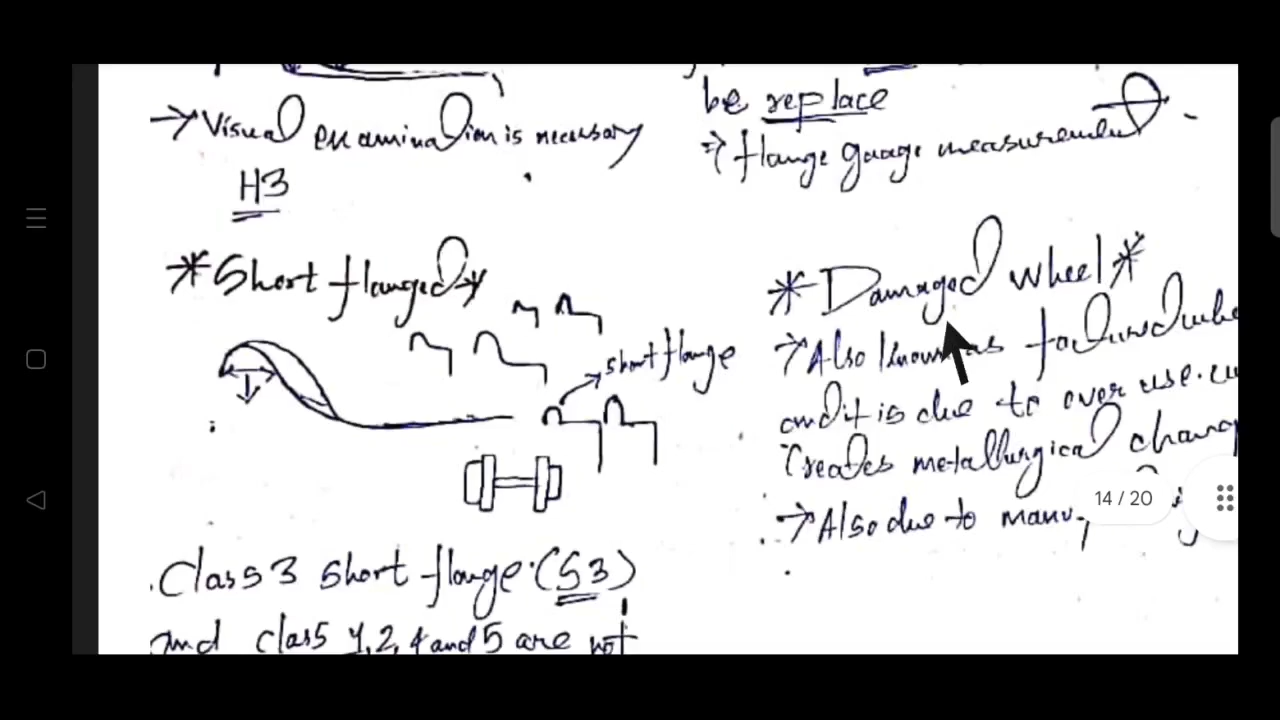 → Visual examination is necessary
H3
* Short flanged *
short flange
Class 3 short flange (S3)
and class 1, 2, 4 and 5 are not
be replace
⇒ flange guage measurement
* Damaged wheel *
→ Also known as
and it is due to over use.
Creates metallurgical
→ Also due to
14 / 20